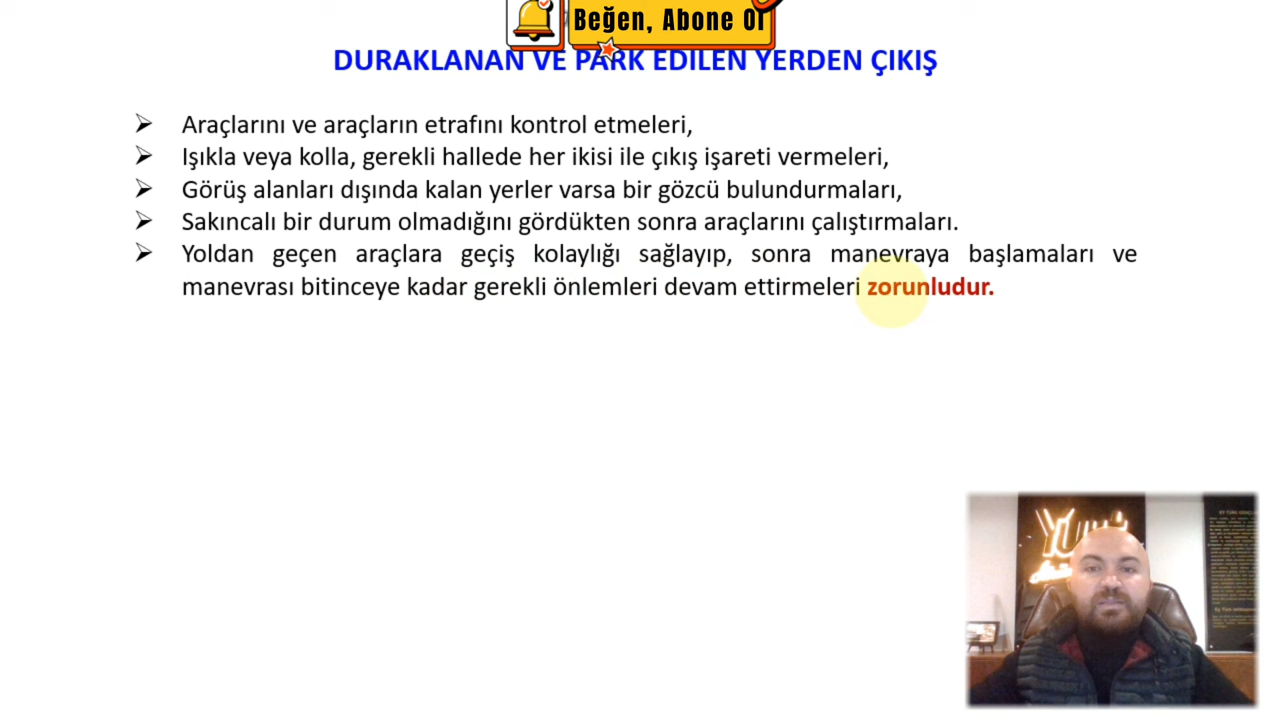 Beğen, Abone Ol
DURAKLANAN VE PARK EDİLEN YERDEN ÇIKIŞ
Araçlarını ve araçların etrafını kontrol etmeleri,
Işıkla veya kolla, gerekli hallede her ikisi ile çıkış işareti vermeleri,
Görüş alanları dışında kalan yerler varsa bir gözcü bulundurmaları,
Sakıncalı bir durum olmadığını gördükten sonra araçlarını çalıştırmaları.
Yoldan geçen araçlara geçiş kolaylığı sağlayıp, sonra manevraya başlamaları ve
manevrası bitinceye kadar gerekli önlemleri devam ettirmeleri zorunludur.